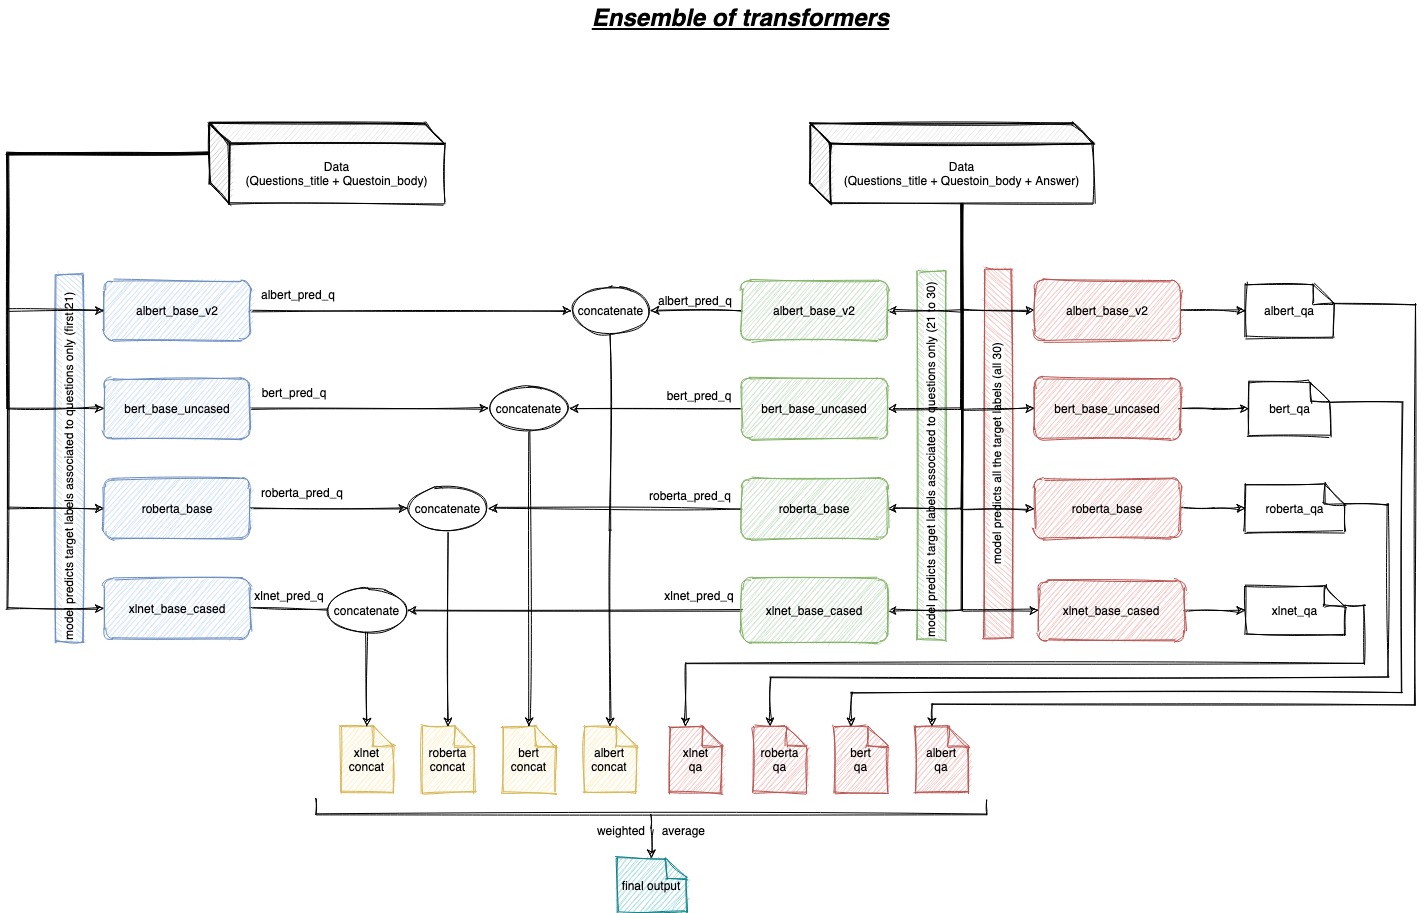 Ensemble of transformers
Data
(Questions_title + Questoin_body)
Data
(Questions_title + Questoin_body + Answer)
model predicts target labels associated to questions only (first 21)
albert_base_v2
albert_pred_q
concatenate
albert_pred_q
albert_base_v2
model predicts target labels associated to questions only (21 to 30)
model predicts all the target labels (all 30)
albert_base_v2
albert_qa
bert_base_uncased
bert_pred_q
concatenate
bert_pred_q
bert_base_uncased
bert_base_uncased
bert_qa
roberta_base
roberta_pred_q
concatenate
roberta_pred_q
roberta_base
roberta_base
roberta_qa
xlnet_base_cased
xlnet_pred_q
concatenate
xlnet_pred_q
xlnet_base_cased
xlnet_base_cased
xlnet_qa
xlnet
concat
roberta
concat
bert
concat
albert
concat
xlnet
qa
roberta
qa
bert
qa
albert
qa
weighted average
final output